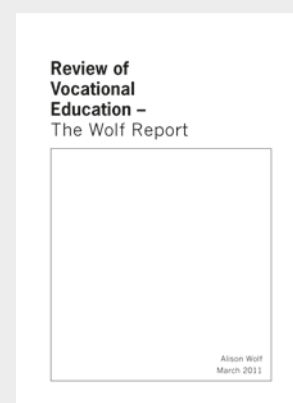 Review of
Vocational
Education –
The Wolf Report
Alison Wolf
March 2011